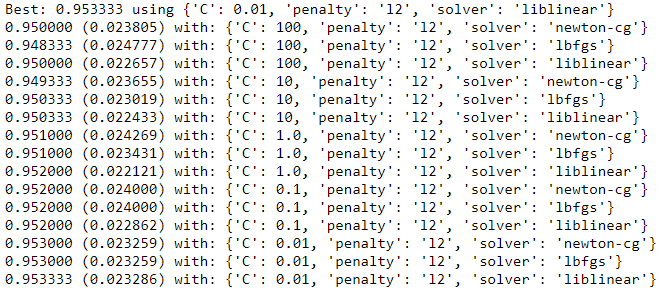 Best: 0.953333 using {'C': 0.01, 'penalty': 'l2', 'solver': 'liblinear'}
0.950000 (0.023805) with: {'C': 100, 'penalty': 'l2', 'solver': 'newton-cg'}
0.948333 (0.024777) with: {'C': 100, 'penalty': 'l2', 'solver': 'lbfgs'}
0.950000 (0.022657) with: {'C': 100, 'penalty': 'l2', 'solver': 'liblinear'}
0.949333 (0.023655) with: {'C': 10, 'penalty': 'l2', 'solver': 'newton-cg'}
0.950333 (0.023019) with: {'C': 10, 'penalty': 'l2', 'solver': 'lbfgs'}
0.950333 (0.022433) with: {'C': 10, 'penalty': 'l2', 'solver': 'liblinear'}
0.951000 (0.024269) with: {'C': 1.0, 'penalty': 'l2', 'solver': 'newton-cg'}
0.951000 (0.023431) with: {'C': 1.0, 'penalty': 'l2', 'solver': 'lbfgs'}
0.952000 (0.022121) with: {'C': 1.0, 'penalty': 'l2', 'solver': 'liblinear'}
0.952000 (0.024000) with: {'C': 0.1, 'penalty': 'l2', 'solver': 'newton-cg'}
0.952000 (0.024000) with: {'C': 0.1, 'penalty': 'l2', 'solver': 'lbfgs'}
0.952000 (0.022862) with: {'C': 0.1, 'penalty': 'l2', 'solver': 'liblinear'}
0.953000 (0.023259) with: {'C': 0.01, 'penalty': 'l2', 'solver': 'newton-cg'}
0.953000 (0.023259) with: {'C': 0.01, 'penalty': 'l2', 'solver': 'lbfgs'}
0.953333 (0.023286) with: {'C': 0.01, 'penalty': 'l2', 'solver': 'liblinear'}